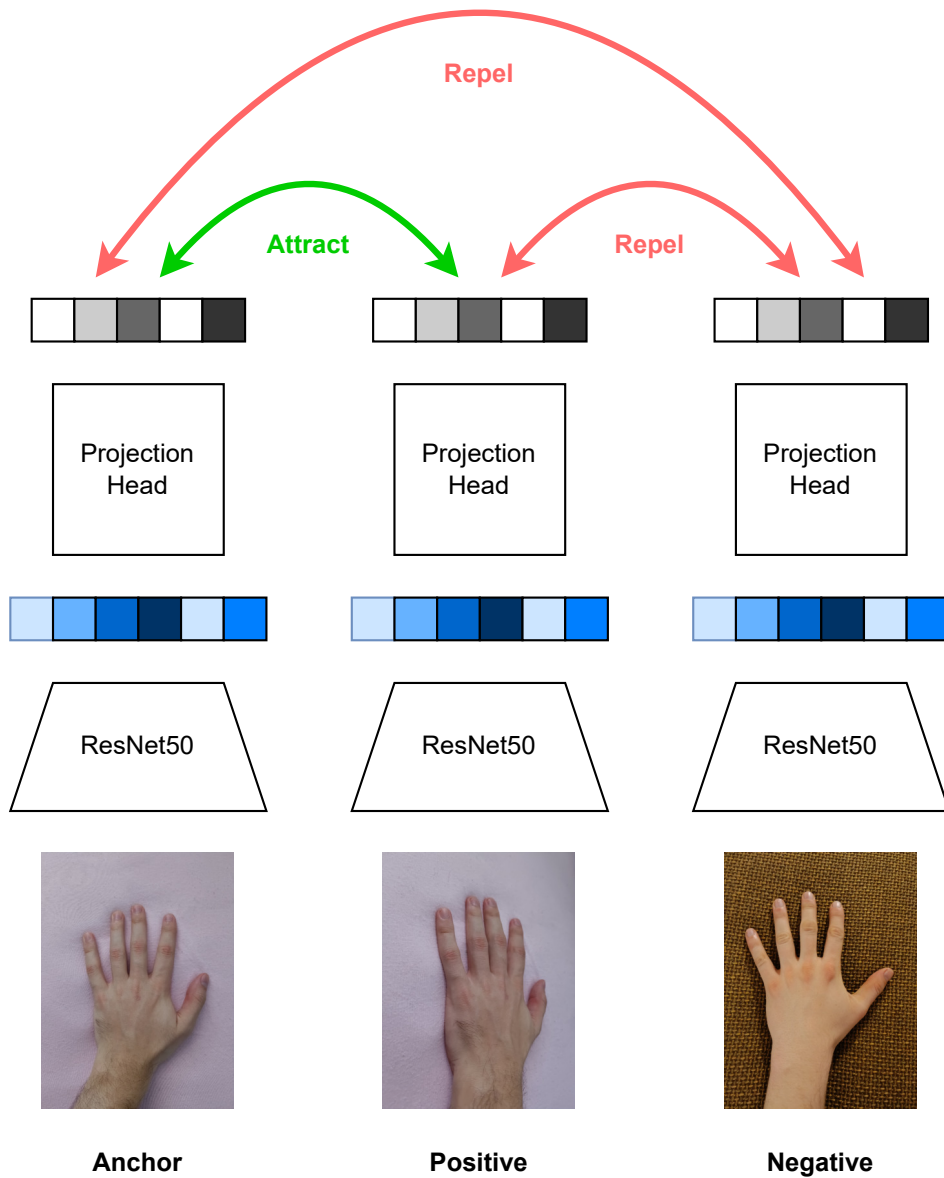 Repel
Attract
Repel
Projection
Head
Projection
Head
Projection
Head
ResNet50
ResNet50
ResNet50
Anchor
Positive
Negative